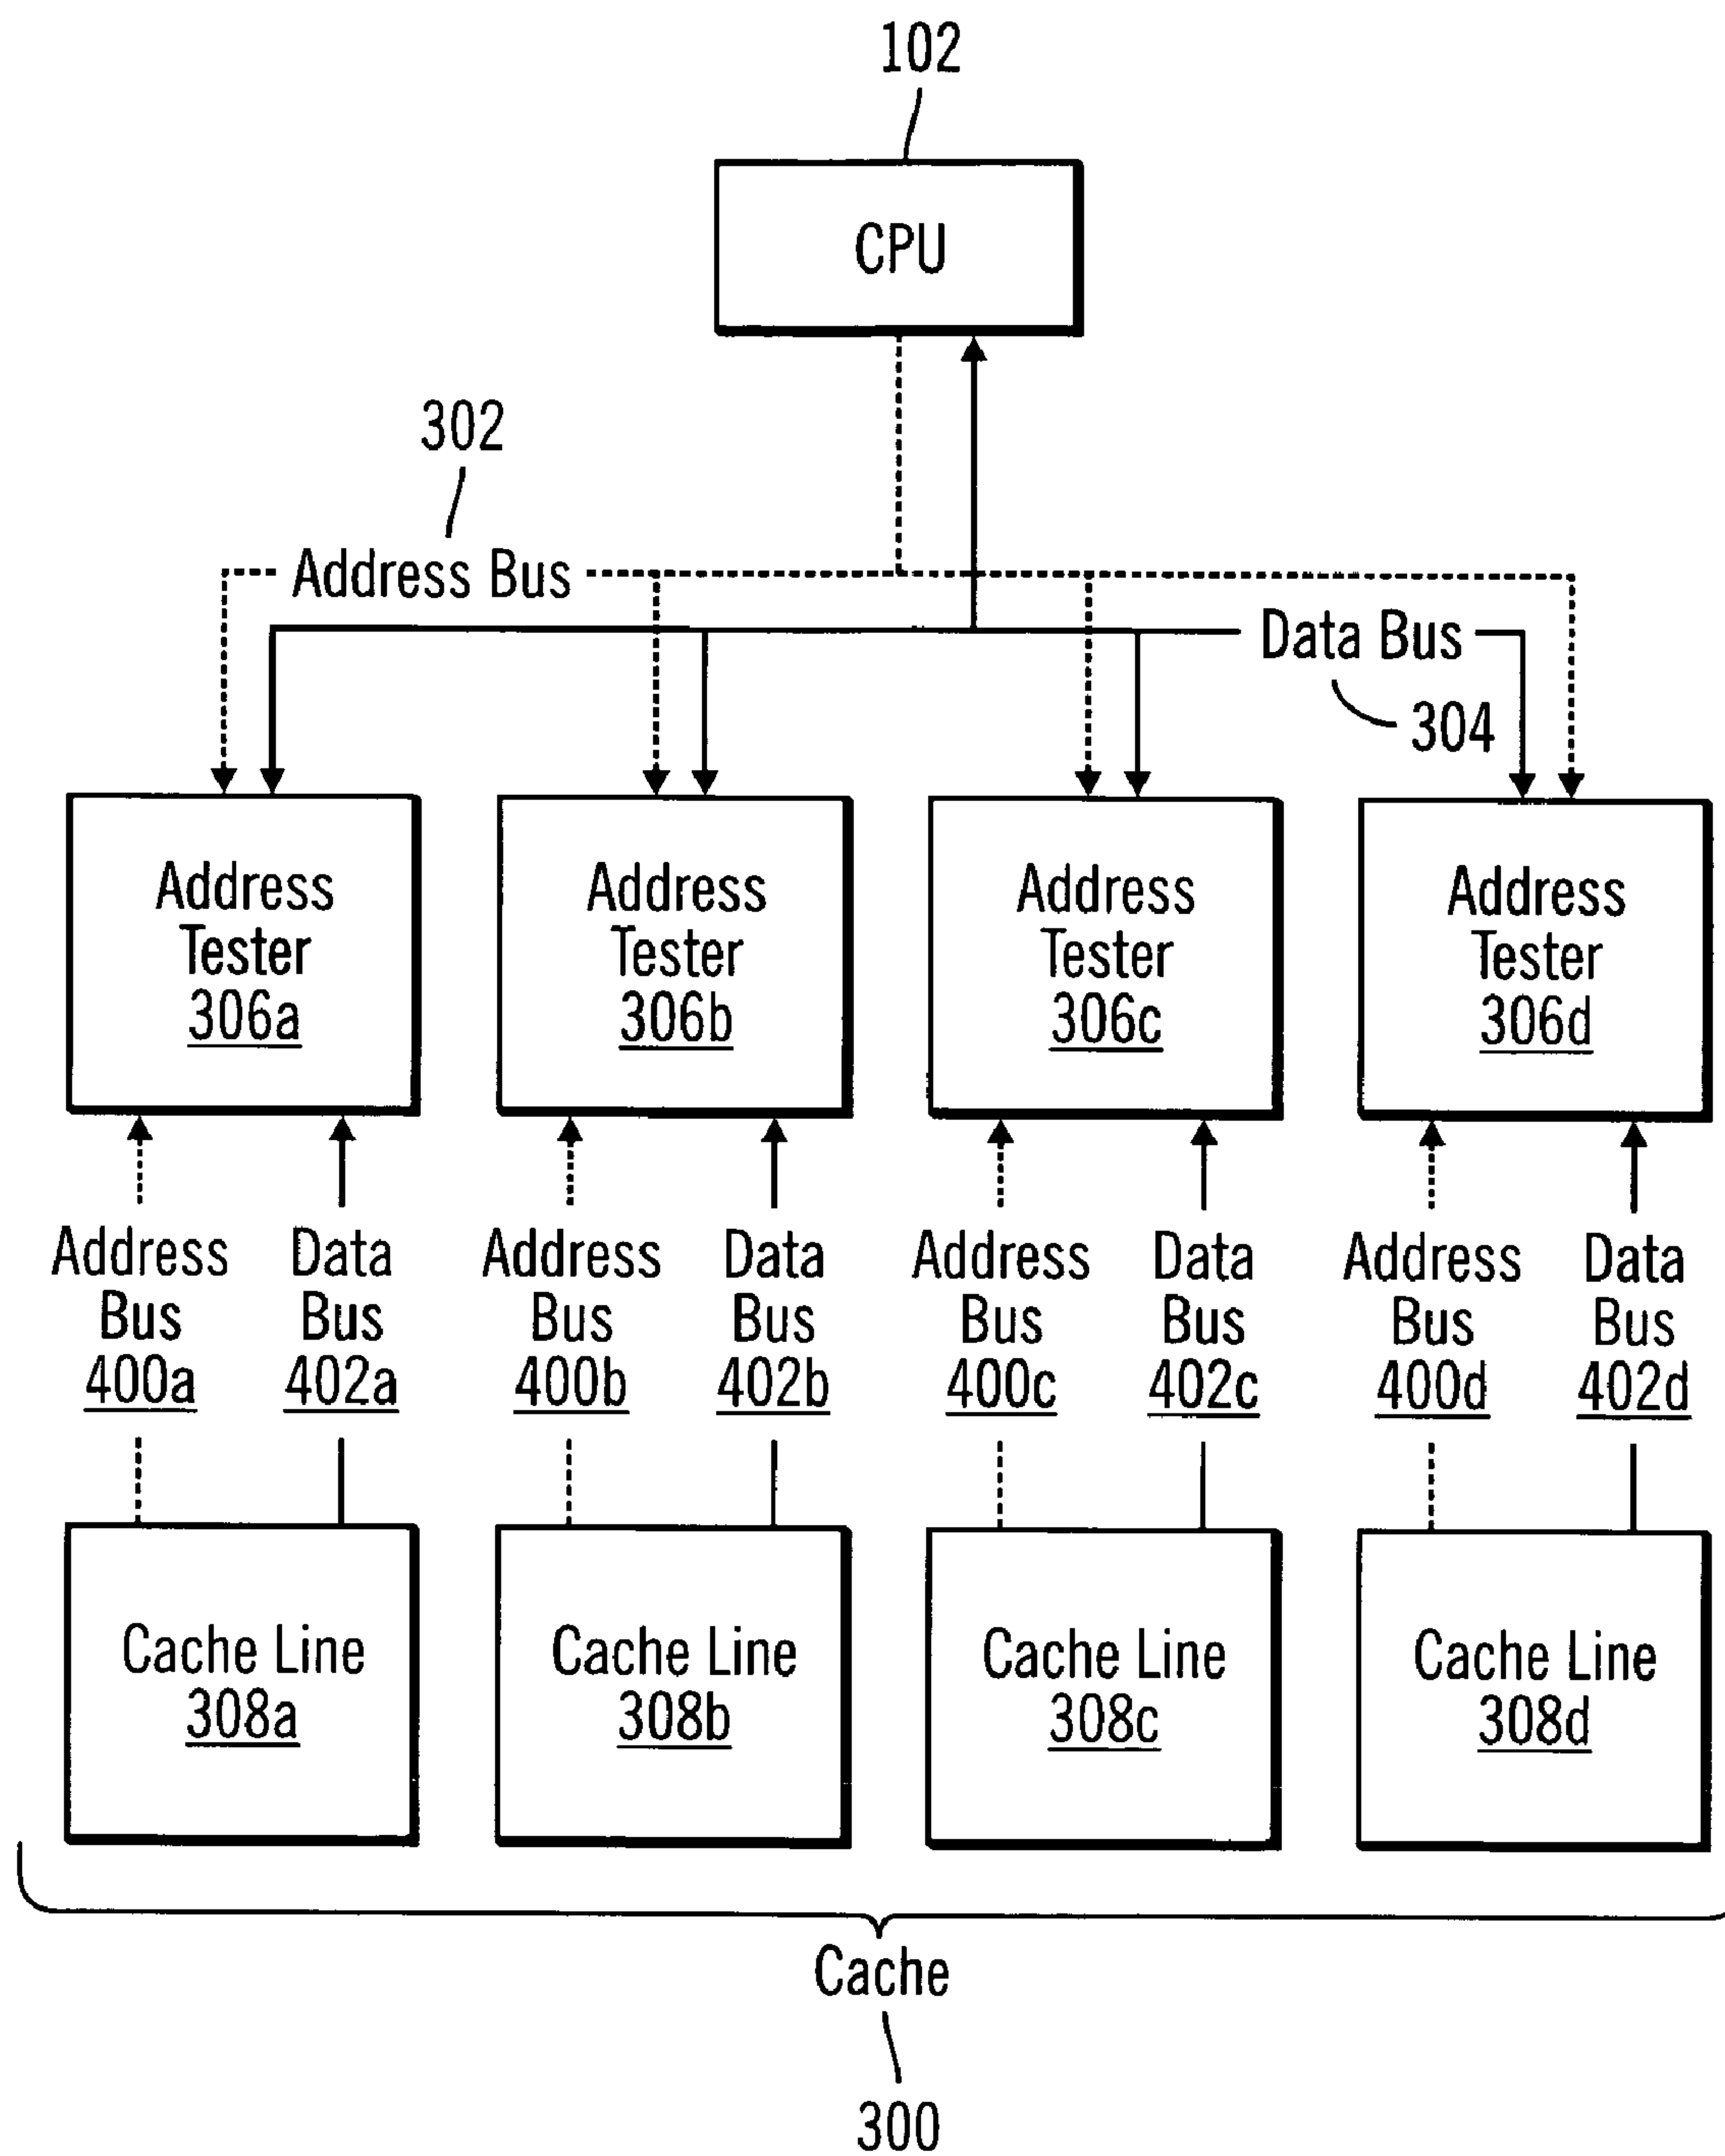 102
CPU
302
Address Bus
Data Bus
304
Address
Tester
306a
Address
Tester
306b
Address
Tester
306c
Address
Tester
306d
Address
Bus
400a
Data
Bus
402a
Address
Bus
400b
Data
Bus
402b
Address
Bus
400c
Data
Bus
402c
Address
Bus
400d
Data
Bus
402d
Cache Line
308a
Cache Line
308b
Cache Line
308c
Cache Line
308d
Cache
300